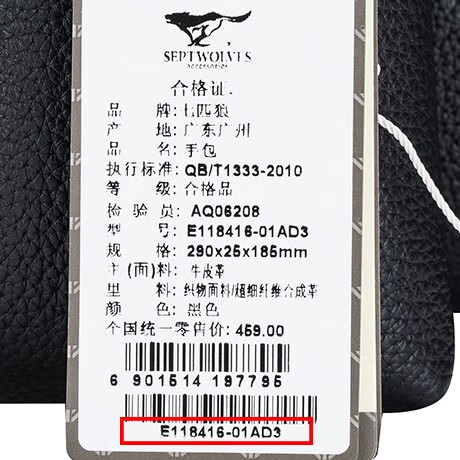 SEPTWOLVES
accessories
合格证
品 牌:七匹狼
产 地:广东广州
品 名:手包
执行标准:QB/T1333-2010
等 级:合格品
检 验 员:AQ06208
型 号:E118416-01AD3
规 格:290x25x185mm
主(面)料:牛皮革
里 料:织物面料/超细纤维合成革
颜 色:黑色
全国统一零售价:459.00
6 901514 197795
E118416-01AD3